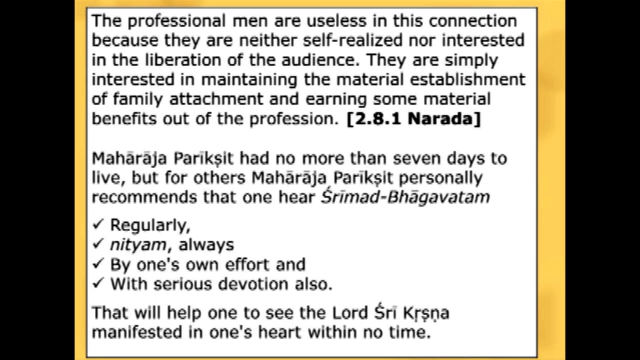 The professional men are useless in this connection
because they are neither self-realized nor interested
in the liberation of the audience. They are simply
interested in maintaining the material establishment
of family attachment and earning some material
benefits out of the profession. [2.8.1 Narada]
Mahārāja Parīkṣit had no more than seven days to
live, but for others Mahārāja Parīkṣit personally
recommends that one hear Śrīmad-Bhāgavatam
✓ Regularly,
✓ nityam, always
✓ By one's own effort and
✓ With serious devotion also.
That will help one to see the Lord Śrī Kṛṣṇa
manifested in one's heart within no time.